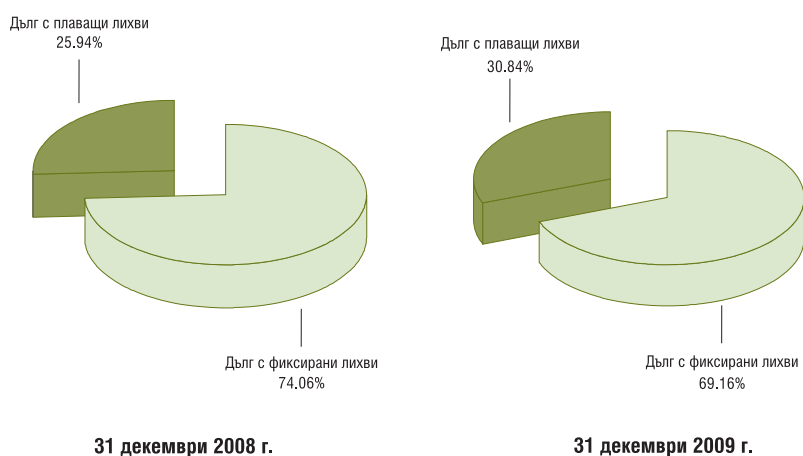 Дълг с плаващи лихви
25.94%
Дълг с фиксирани лихви
74.06%
31 декември 2008 г.
Дълг с плаващи лихви
30.84%
Дълг с фиксирани лихви
69.16%
31 декември 2009 г.